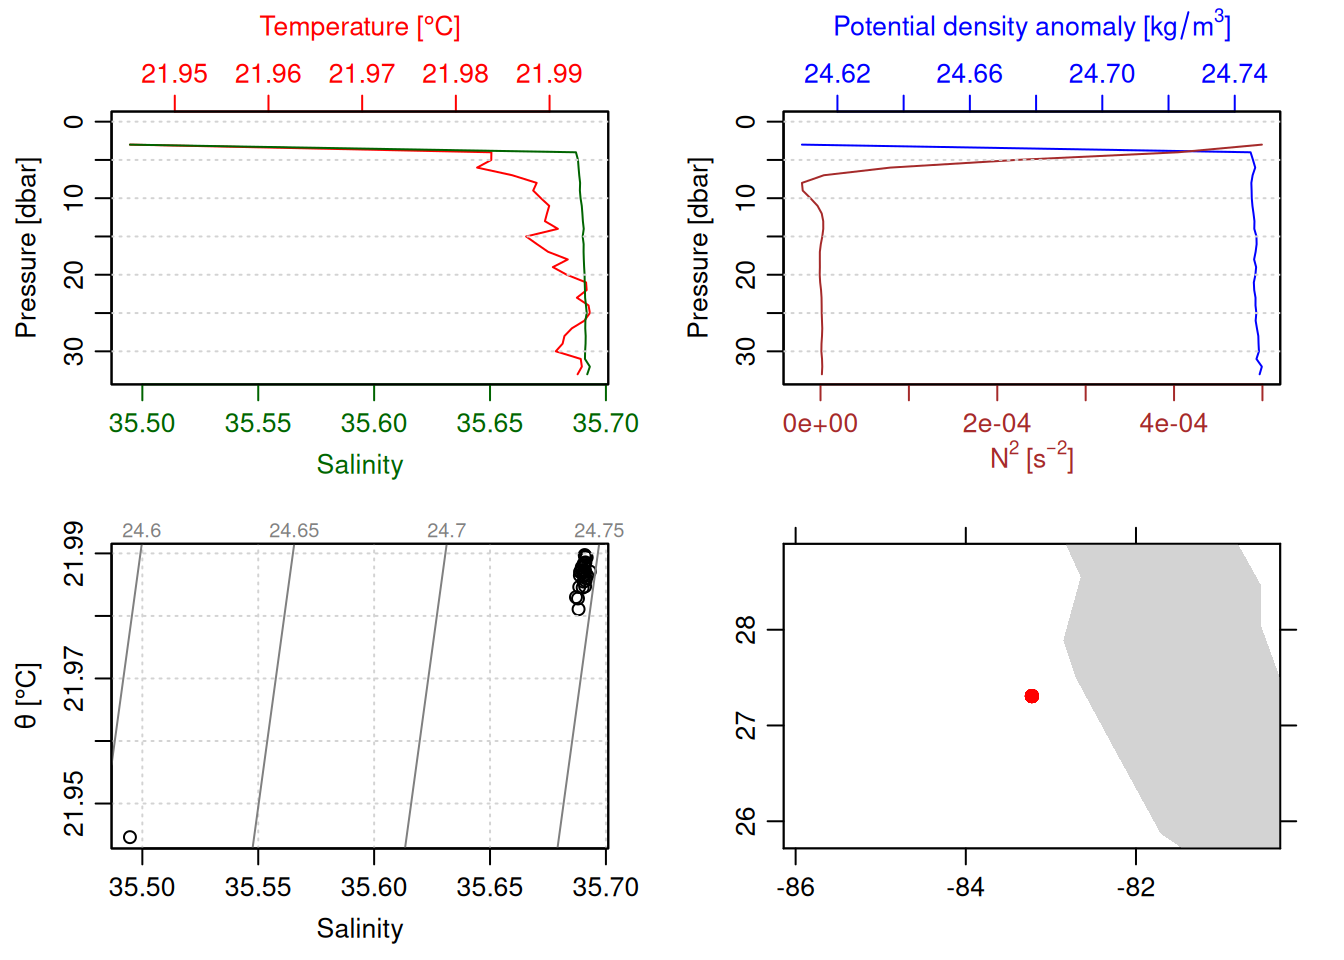 Temperature [°C]
21.95 21.96 21.97 21.98 21.99
Pressure [dbar]
0
10
20
30
35.50 35.55 35.60 35.65 35.70
Salinity
Potential density anomaly [kg/m³]
24.62 24.66 24.70 24.74
Pressure [dbar]
0
10
20
30
0e+00 2e-04 4e-04
N² [s⁻²]
24.6 24.65 24.7 24.75
θ [°C]
21.99
21.97
21.95
35.50 35.55 35.60 35.65 35.70
Salinity
28
27
26
-86 -84 -82